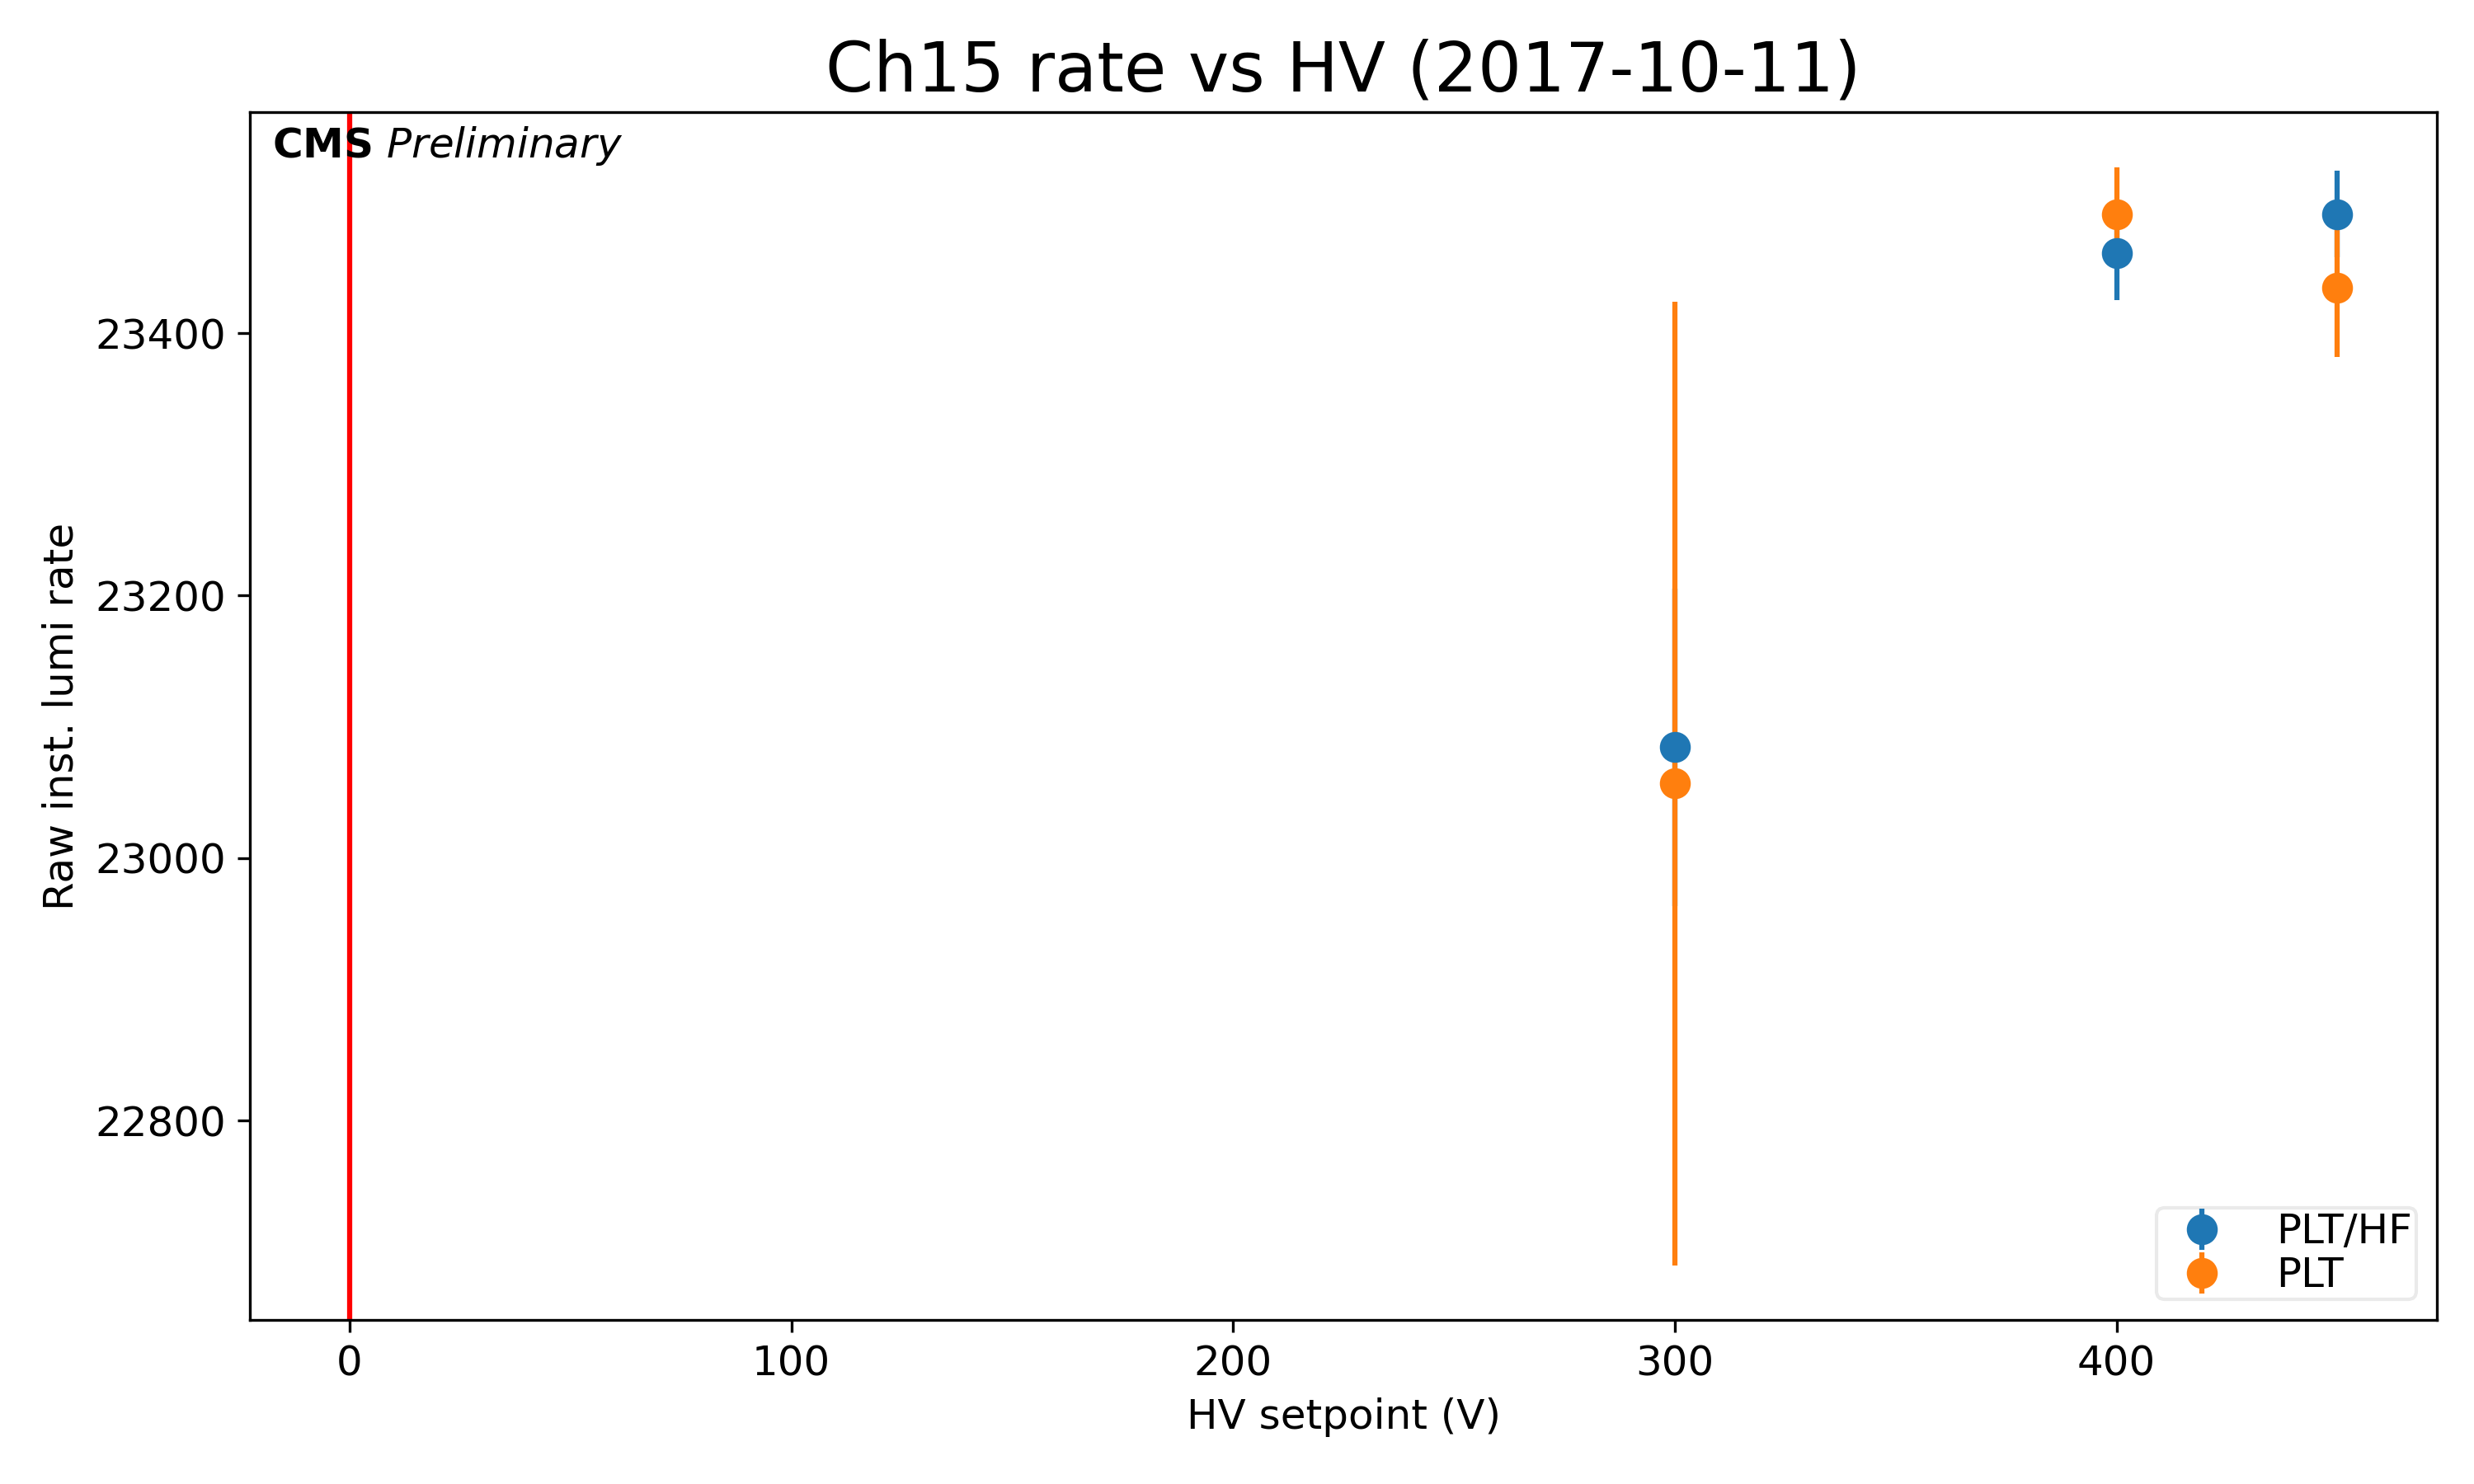 Ch15 rate vs HV (2017-10-11)
CMS Preliminary
Raw inst. lumi rate
23400
23200
23000
22800
0 100 200 300 400
HV setpoint (V)
PLT/HF
PLT